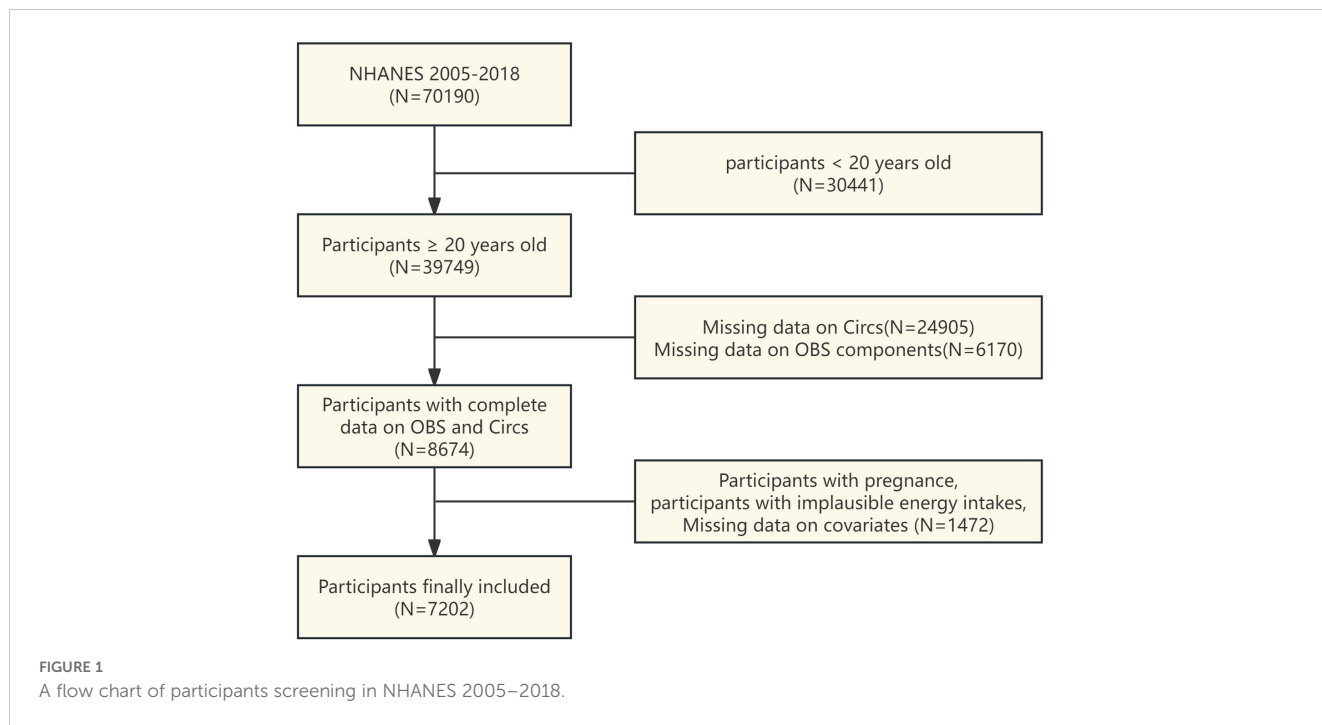 NHANES 2005-2018
(N=70190)
participants < 20 years old
(N=30441)
Participants ≥ 20 years old
(N=39749)
Missing data on Circs(N=24905)
Missing data on OBS components(N=6170)
Participants with complete
data on OBS and Circs
(N=8674)
Participants with pregnance,
participants with implausible energy intakes,
Missing data on covariates (N=1472)
Participants finally included
(N=7202)
FIGURE 1
A flow chart of participants screening in NHANES 2005–2018.